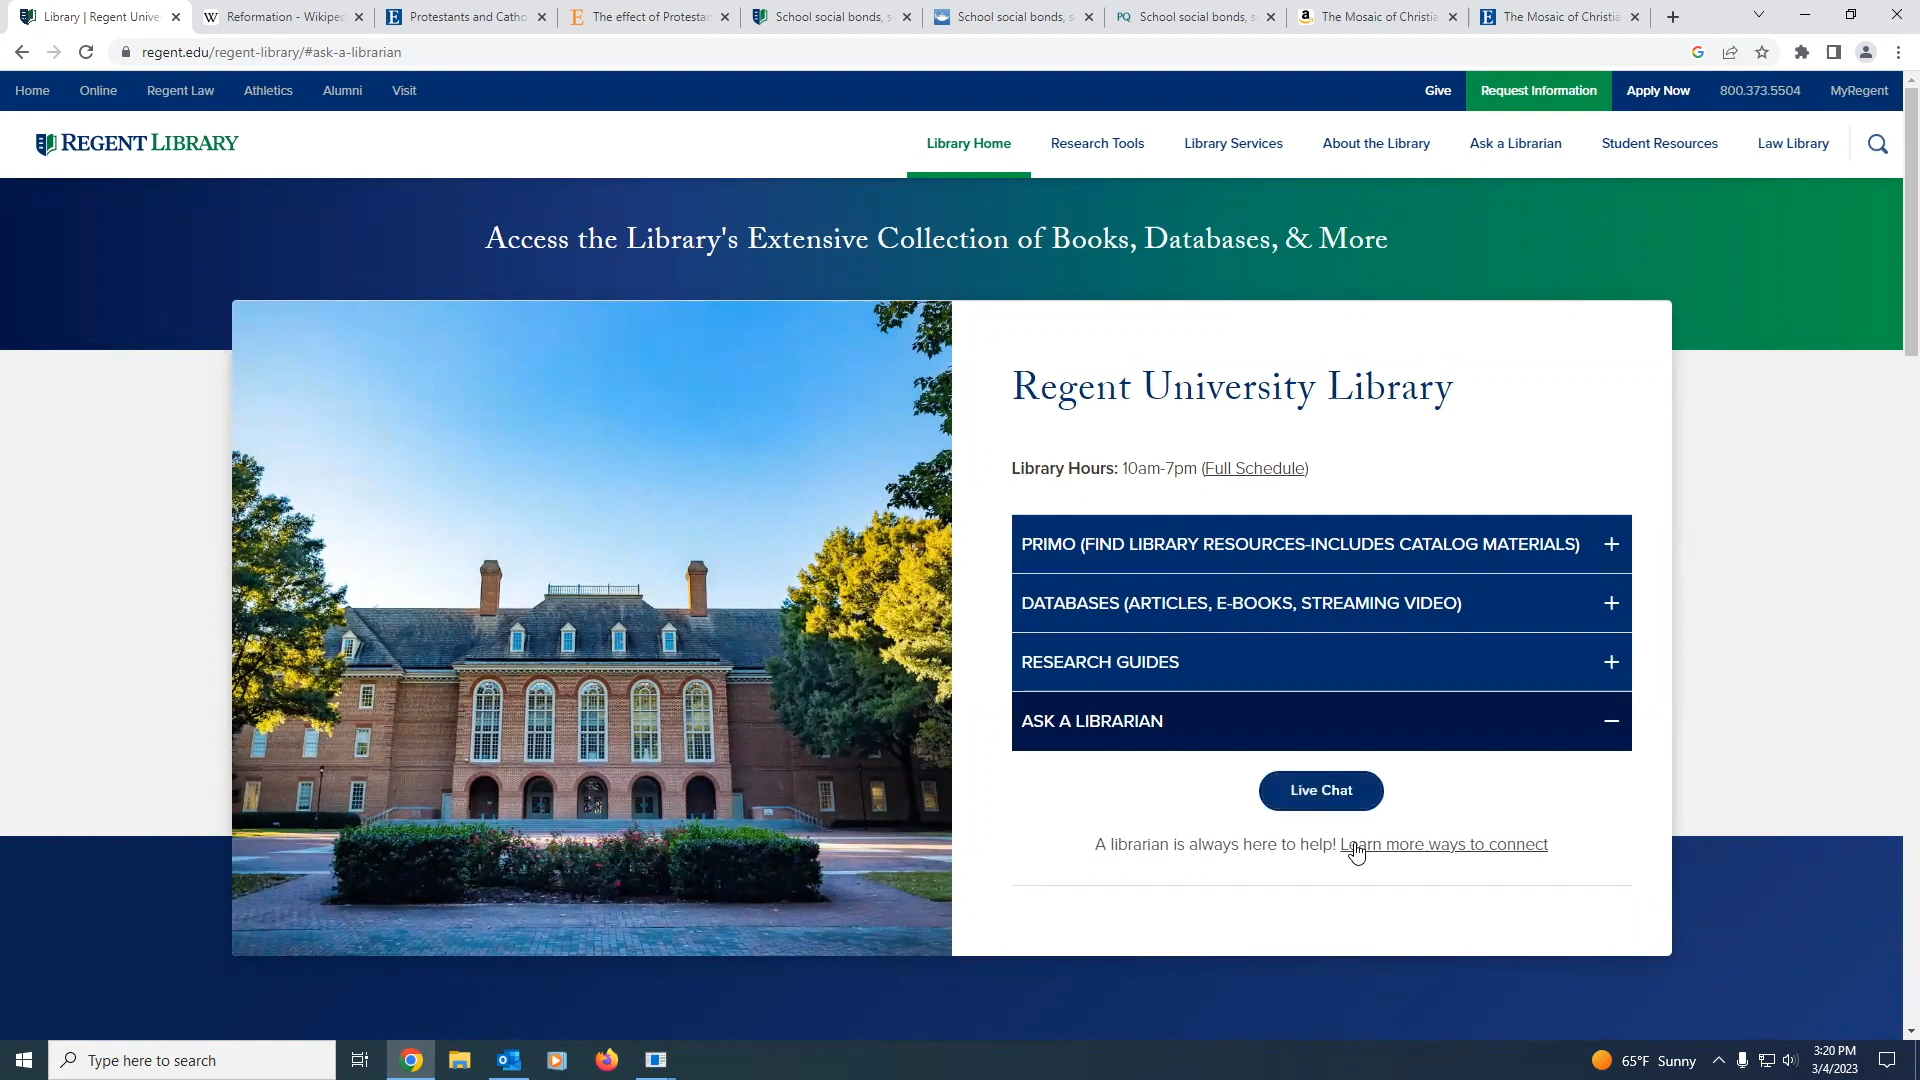 Library | Regent Unive
Reformation - Wikipe
Protestants and Catho
The effect of Protesta
School social bonds, s
School social bonds, s
PQ School social bonds, s
The Mosaic of Christia
The Mosaic of Christia
regent.edu/regent-library/#ask-a-librarian
Home Online Regent Law Athletics Alumni Visit Give Request Information Apply Now 800.373.5504 MyRegent
REGENT LIBRARY
Library Home Research Tools Library Services About the Library Ask a Librarian Student Resources Law Library
Access the Library's Extensive Collection of Books, Databases, & More
Regent University Library
Library Hours: 10am-7pm (Full Schedule)
PRIMO (FIND LIBRARY RESOURCES-INCLUDES CATALOG MATERIALS) +
DATABASES (ARTICLES, E-BOOKS, STREAMING VIDEO) +
RESEARCH GUIDES +
ASK A LIBRARIAN −
Live Chat
A librarian is always here to help! Learn more ways to connect
Type here to search
65°F Sunny
3:20 PM
3/4/2023